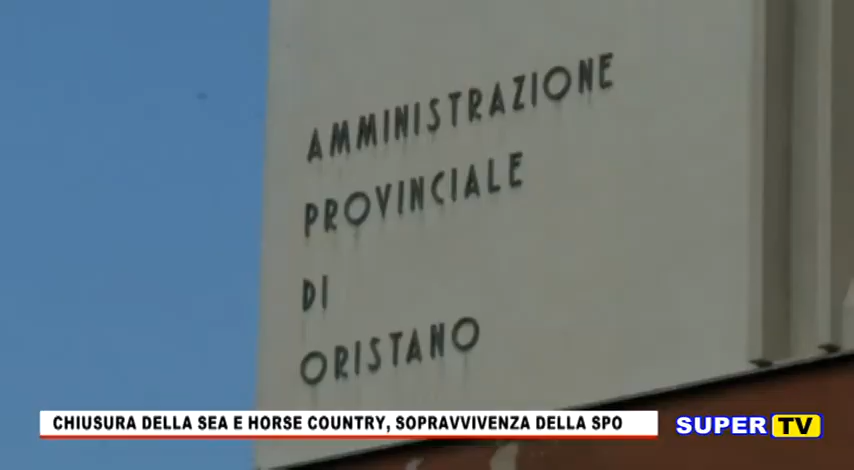 AMMINISTRAZIONE
PROVINCIALE
DI
ORISTANO
CHIUSURA DELLA SEA E HORSE COUNTRY, SOPRAVVIVENZA DELLA SPO
SUPER TV